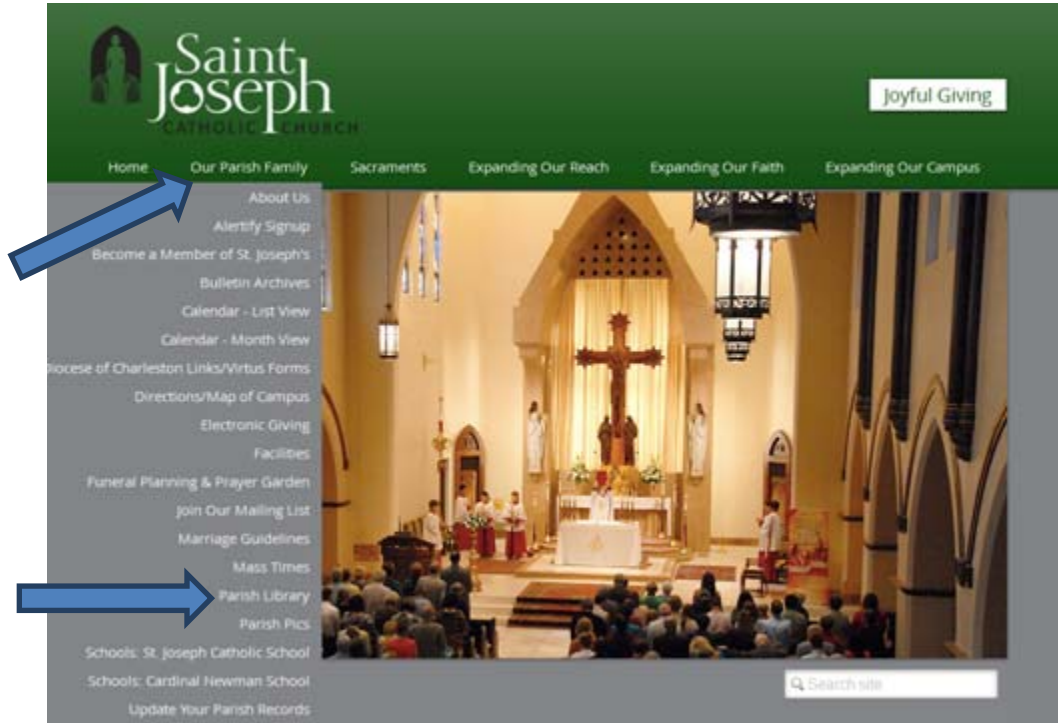 Saint
Joseph
CATHOLIC CHURCH
Joyful Giving
Home Our Parish Family Sacraments Expanding Our Reach Expanding Our Faith Expanding Our Campus
About Us
Alertify Signup
Become a Member of St. Joseph's
Bulletin Archives
Calendar - List View
Calendar - Month View
Diocese of Charleston Links/Virtus Forms
Directions/Map of Campus
Electronic Giving
Facilities
Funeral Planning & Prayer Garden
Join Our Mailing List
Marriage Guidelines
Mass Times
Parish Library
Parish Pics
Schools: St. Joseph Catholic School
Schools: Cardinal Newman School
Search site
Update Your Parish Records